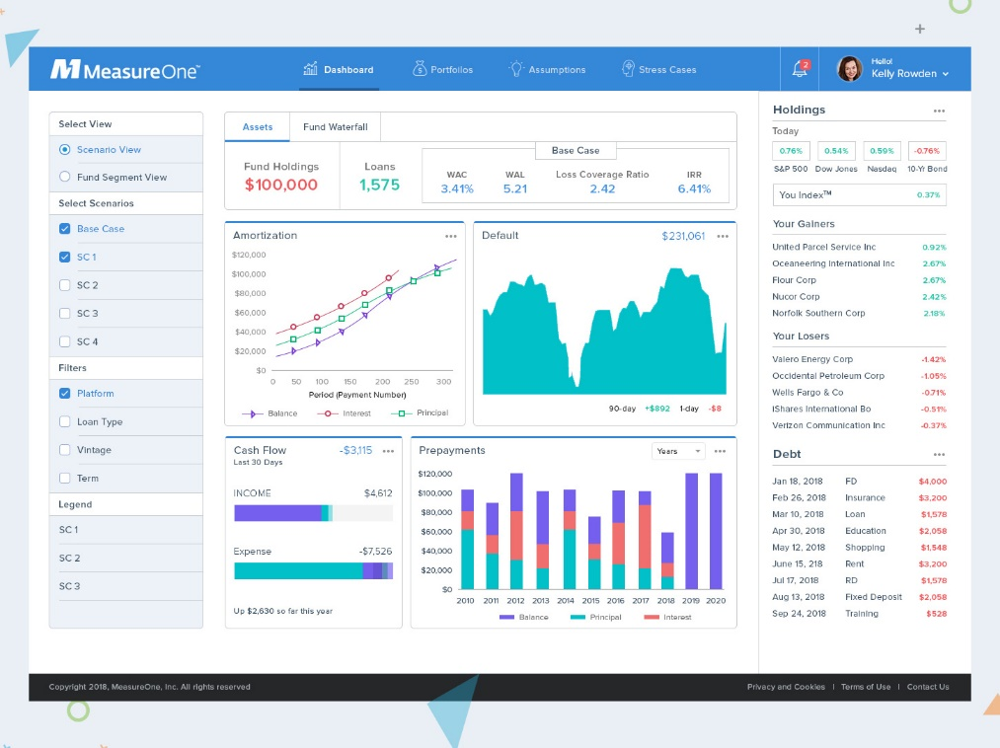 MeasureOne™
Dashboard
Portfoilos
Assumptions
Stress Cases
2
Hello!
Kelly Rowden
Select View
Scenario View
Fund Segment View
Select Scenarios
Base Case
SC 1
SC 2
SC 3
SC 4
Filters
Platform
Loan Type
Vintage
Term
Legend
SC 1
SC 2
SC 3
Assets
Fund Waterfall
Fund Holdings
$100,000
Loans
1,575
Base Case
WAC
3.41%
WAL
5.21
Loss Coverage Ratio
2.42
IRR
6.41%
Amortization
$120,000
$100,000
$80,000
$60,000
$40,000
$20,000
$0
0 50 100 150 200 250 300
Period (Payment Number)
Balance Interest Principal
Default $231,061
90-day +$892 1-day -$8
Cash Flow -$3,115
Last 30 Days
INCOME $4,612
Expense -$7,526
Up $2,630 so far this year
Prepayments Years
$120,000
$100,000
$80,000
$60,000
$40,000
$20,000
$0
2010 2011 2012 2013 2014 2015 2016 2017 2018 2019 2020
Balance Principal Interest
Holdings
Today
0.76% 0.54% 0.59% -0.76%
S&P 500 Dow Jones Nasdaq 10-Yr Bond
You Index™ 0.37%
Your Gainers
United Parcel Service Inc 0.92%
Oceaneering International Inc 2.67%
Flour Corp 2.67%
Nucor Corp 2.42%
Norfolk Southern Corp 2.18%
Your Losers
Valero Energy Corp -1.42%
Occidental Petroleum Corp -1.05%
Wells Fargo & Co -0.71%
iShares International Bo -0.51%
Verizon Communication Inc -0.37%
Debt
Jan 18, 2018 FD $4,000
Feb 26, 2018 Insurance $3,200
Mar 10, 2018 Loan $1,578
Apr 30, 2018 Education $2,058
May 12, 2018 Shopping $1,548
June 15, 218 Rent $3,200
Jul 17, 2018 RD $1,578
Aug 13, 2018 Fixed Deposit $2,058
Sep 24, 2018 Training $528
Copyright 2018, MeasureOne, Inc. All rights reserved
Privacy and Cookies | Terms of Use | Contact Us